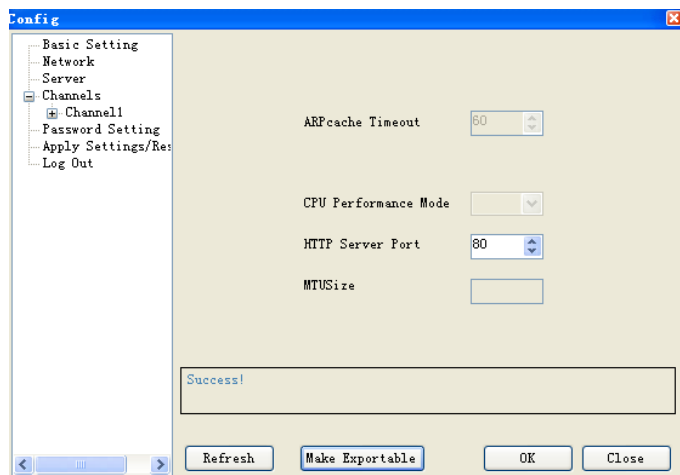 Config
Basic Setting
Network
Server
Channels
Channel1
Password Setting
Apply Settings/Res
Log Out
ARPcache Timeout 60
CPU Performance Mode
HTTP Server Port 80
MTUSize
Success!
Refresh Make Exportable OK Close